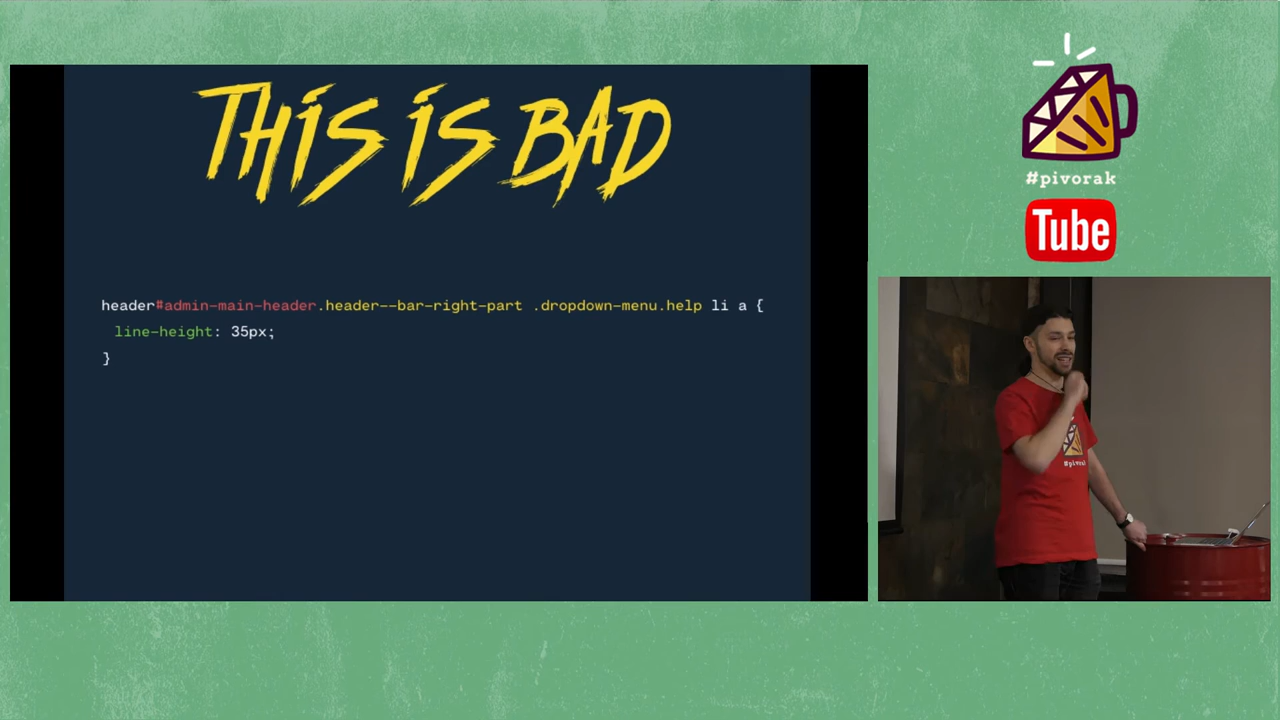 THIS IS BAD
header#admin-main-header.header--bar-right-part .dropdown-menu.help li a {
line-height: 35px;
}
#pivorak
Tube
#pivorak